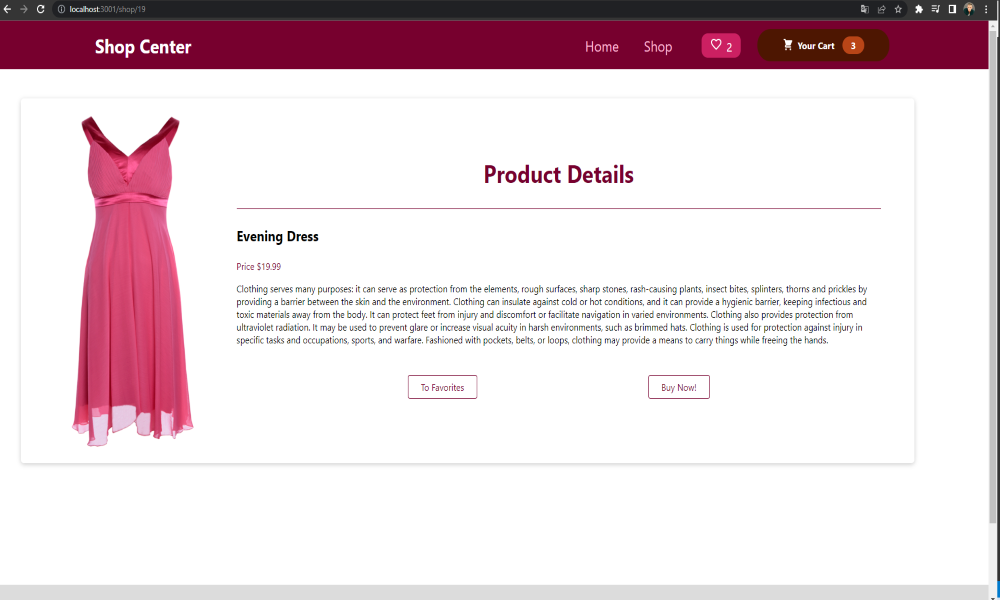 localhost:3001/shop/19
Shop Center
Home
Shop
2
Your Cart
3
Product Details
Evening Dress
Price $19.99
Clothing serves many purposes: it can serve as protection from the elements, rough surfaces, sharp stones, rash-causing plants, insect bites, splinters, thorns and prickles by
providing a barrier between the skin and the environment. Clothing can insulate against cold or hot conditions, and it can provide a hygienic barrier, keeping infectious and
toxic materials away from the body. It can protect feet from injury and discomfort or facilitate navigation in varied environments. Clothing also provides protection from
ultraviolet radiation. It may be used to prevent glare or increase visual acuity in harsh environments, such as brimmed hats. Clothing is used for protection against injury in
specific tasks and occupations, sports, and warfare. Fashioned with pockets, belts, or loops, clothing may provide a means to carry things while freeing the hands.
To Favorites
Buy Now!